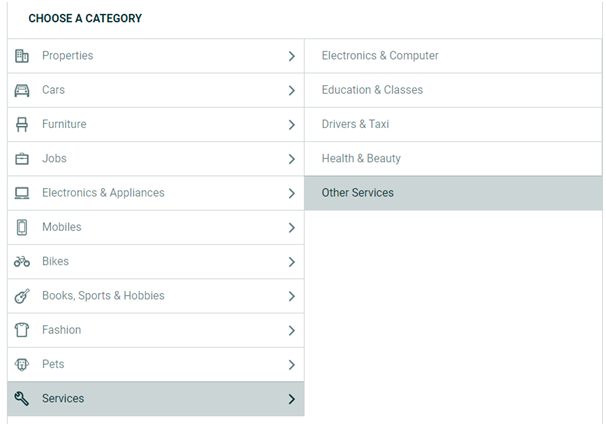 CHOOSE A CATEGORY
Properties
Cars
Furniture
Jobs
Electronics & Appliances
Mobiles
Bikes
Books, Sports & Hobbies
Fashion
Pets
Services
Electronics & Computer
Education & Classes
Drivers & Taxi
Health & Beauty
Other Services